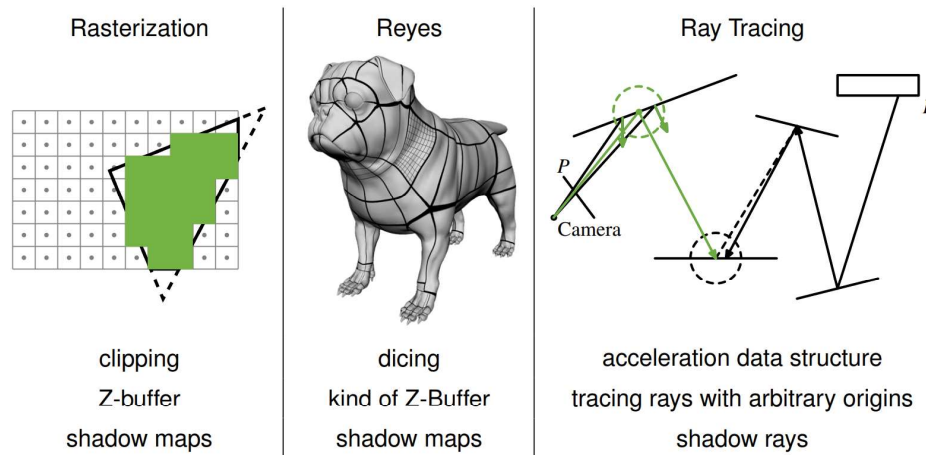 Rasterization
Reyes
Ray Tracing
P
Camera
clipping
dicing
acceleration data structure
Z-buffer
kind of Z-Buffer
tracing rays with arbitrary origins
shadow maps
shadow maps
shadow rays